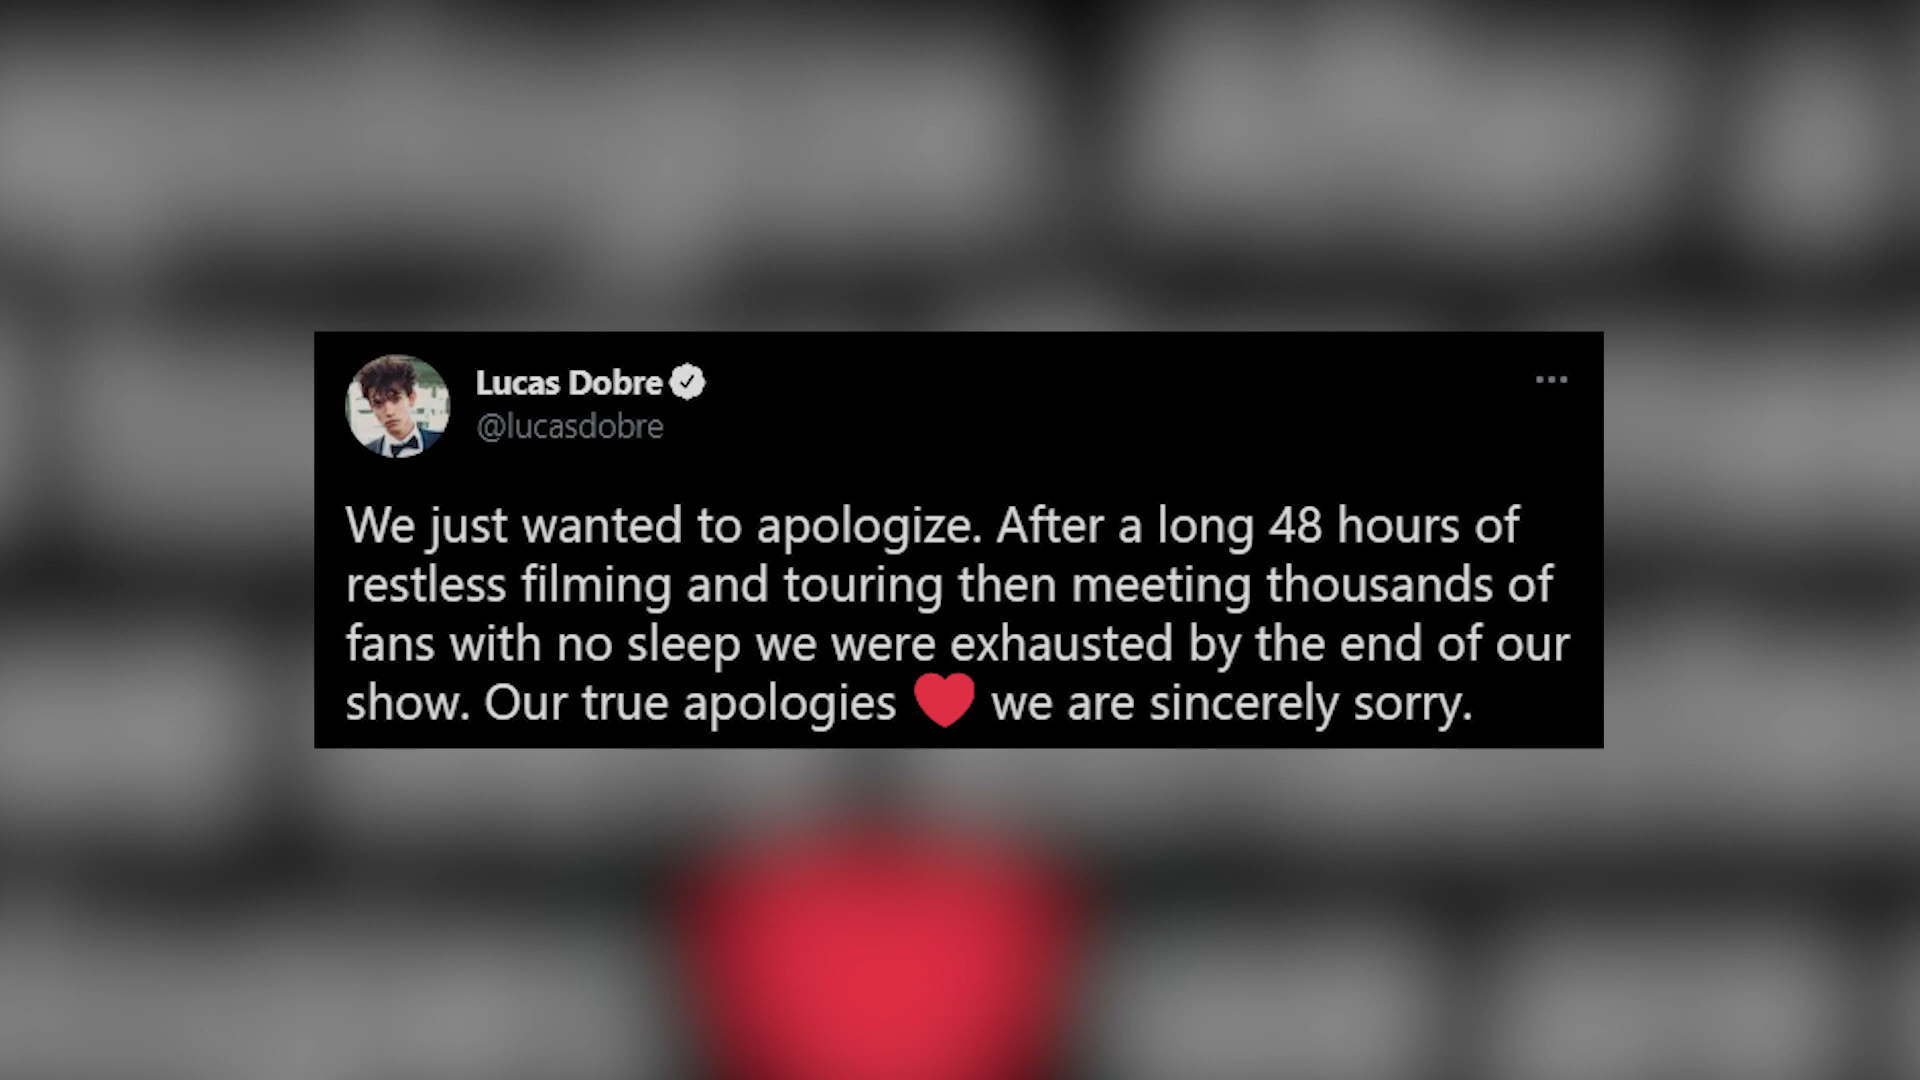 Lucas Dobre
@lucasdobre
We just wanted to apologize. After a long 48 hours of
restless filming and touring then meeting thousands of
fans with no sleep we were exhausted by the end of our
show. Our true apologies ❤️ we are sincerely sorry.